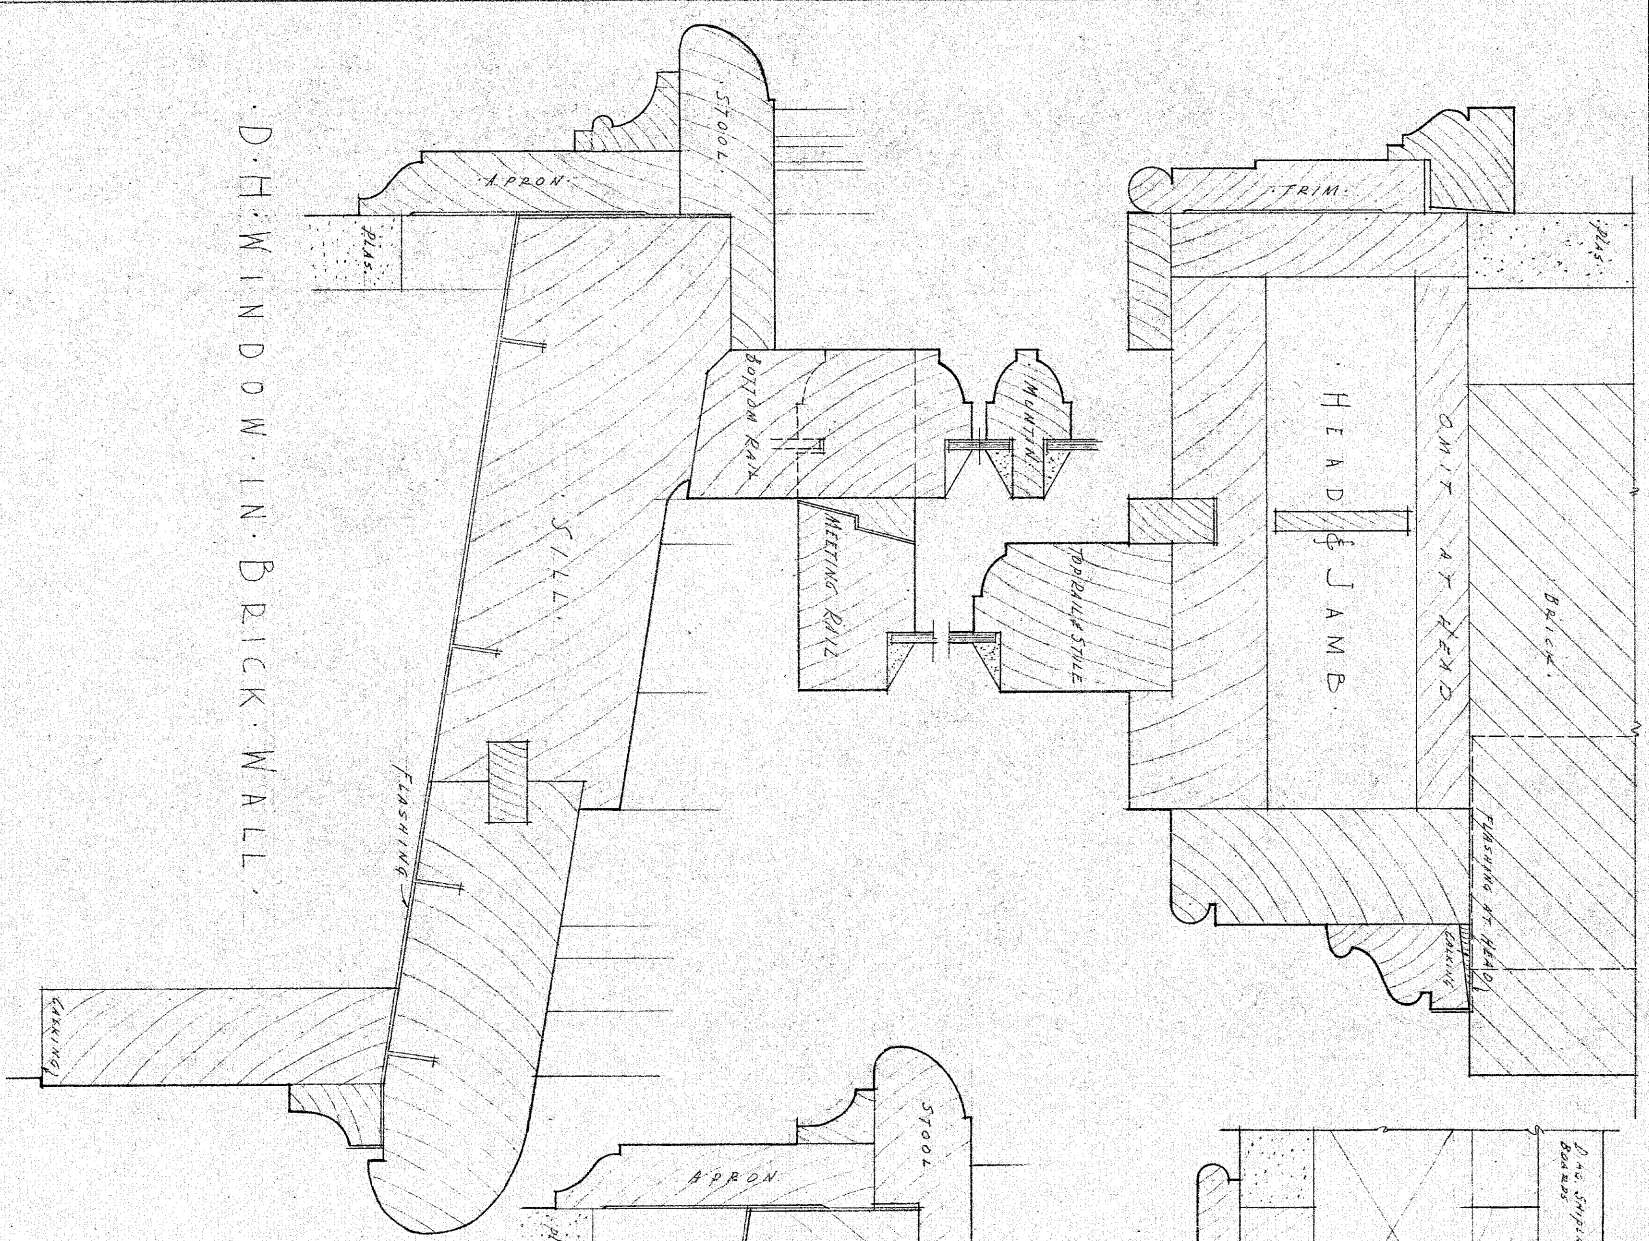 ·D·H·WINDOW·IN·BRICK·WALL·
·STOOL·
·APRON·
PLAS.
·TRIM·
·PLAS·
·HEAD & JAMB·
OMIT AT HEAD
BRICK·
BOTTOM RAIL
MUNTIN
MEETING RAIL
TOP RAIL & STILE
·SILL·
FLASHING
FLASHING AT HEAD
CALKING
CALKING
STOOL
APRON
BOARDS